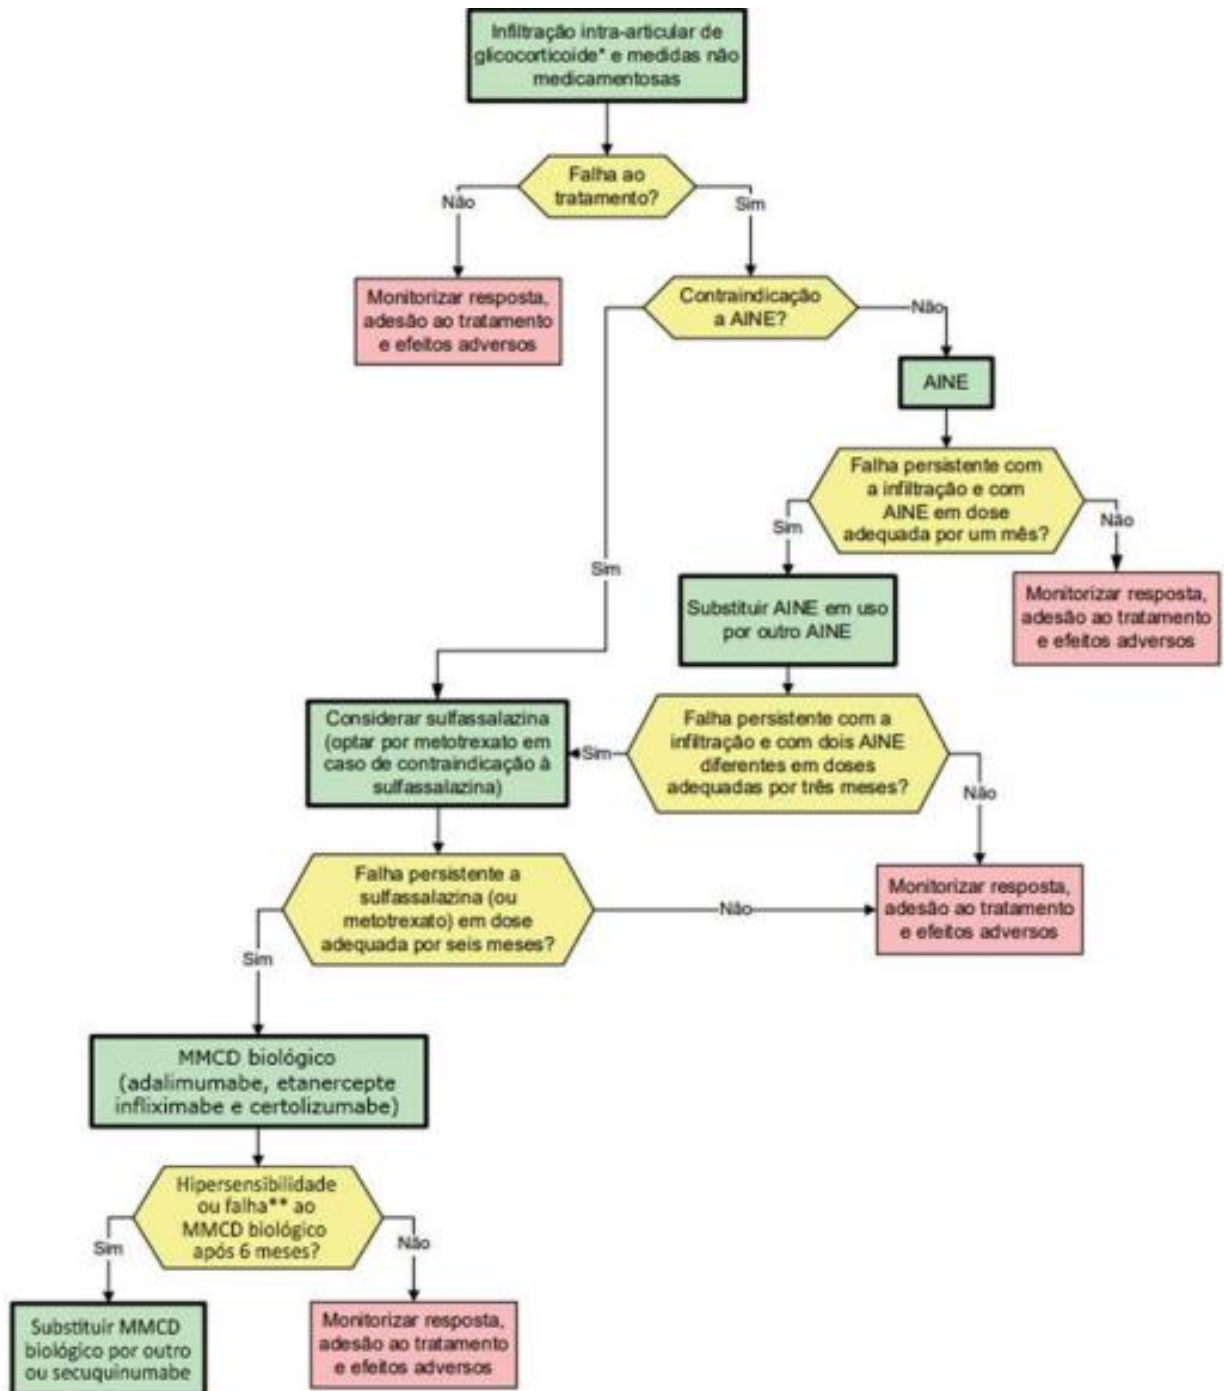 Infiltração intra-articular de
glicocorticoide* e medidas não
medicamentosas
Falha ao
tratamento?
Não
Sim
Monitorizar resposta,
adesão ao tratamento
e efeitos adversos
Contraindicação
a AINE?
Não
AINE
Falha persistente com
a infiltração e com
AINE em dose
adequada por um mês?
Sim
Não
Sim
Substituir AINE em uso
por outro AINE
Monitorizar resposta,
adesão ao tratamento
e efeitos adversos
Considerar sulfassalazina
(optar por metotrexato em
caso de contraindicação à
sulfassalazina)
Sim
Falha persistente com a
infiltração e com dois AINE
diferentes em doses
adequadas por três meses?
Não
Falha persistente a
sulfassalazina (ou
metotrexato) em dose
adequada por seis meses?
Não
Monitorizar resposta,
adesão ao tratamento
e efeitos adversos
Sim
MMCD biológico
(adalimumabe, etanercepte
infliximabe e certolizumabe)
Hipersensibilidade
ou falha** ao
MMCD biológico
após 6 meses?
Sim
Não
Substituir MMCD
biológico por outro
ou secuquinumabe
Monitorizar resposta,
adesão ao tratamento
e efeitos adversos